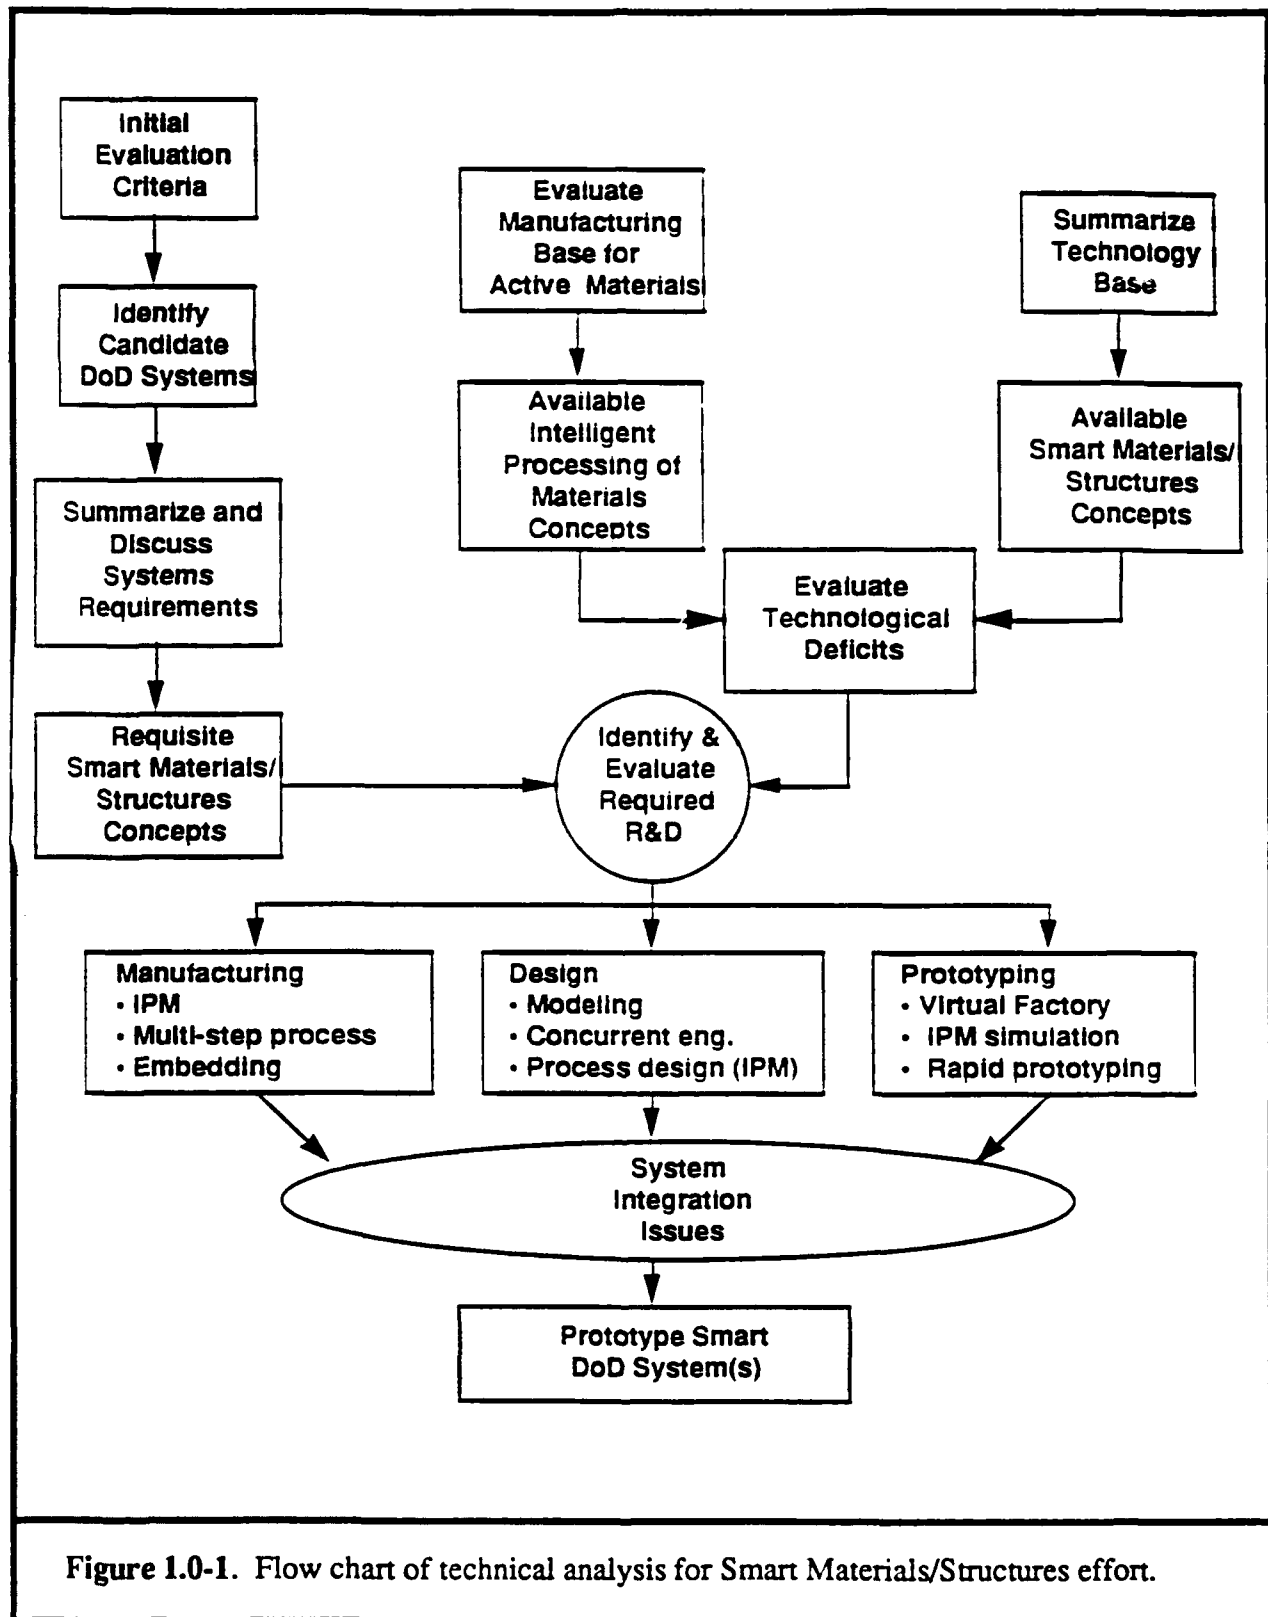 Initial
Evaluation
Criteria
Identify
Candidate
DoD Systems
Summarize and
Discuss
Systems
Requirements
Requisite
Smart Materials/
Structures
Concepts
Evaluate
Manufacturing
Base for
Active Materials
Available
Intelligent
Processing of
Materials
Concepts
Summarize
Technology
Base
Available
Smart Materials/
Structures
Concepts
Evaluate
Technological
Deficits
Identify &
Evaluate
Required
R&D
Manufacturing
• IPM
• Multi-step process
• Embedding
Design
• Modeling
• Concurrent eng.
• Process design (IPM)
Prototyping
• Virtual Factory
• IPM simulation
• Rapid prototyping
System
Integration
Issues
Prototype Smart
DoD System(s)
Figure 1.0-1. Flow chart of technical analysis for Smart Materials/Structures effort.